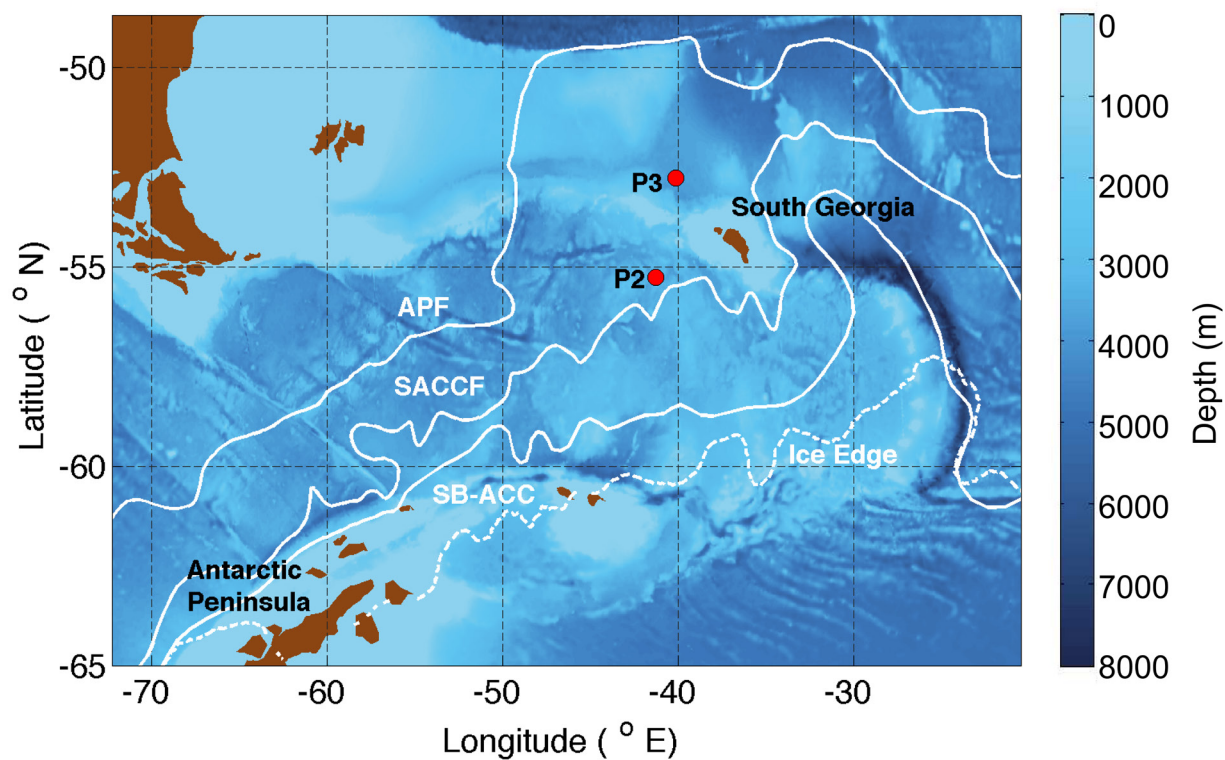 -50
-55
-60
-65
Latitude ( ° N)
-70
-60
-50
-40
-30
Longitude ( ° E)
P3
South Georgia
P2
APF
SACCF
Ice Edge
SB-ACC
Antarctic
Peninsula
0
1000
2000
3000
4000
5000
6000
7000
8000
Depth (m)